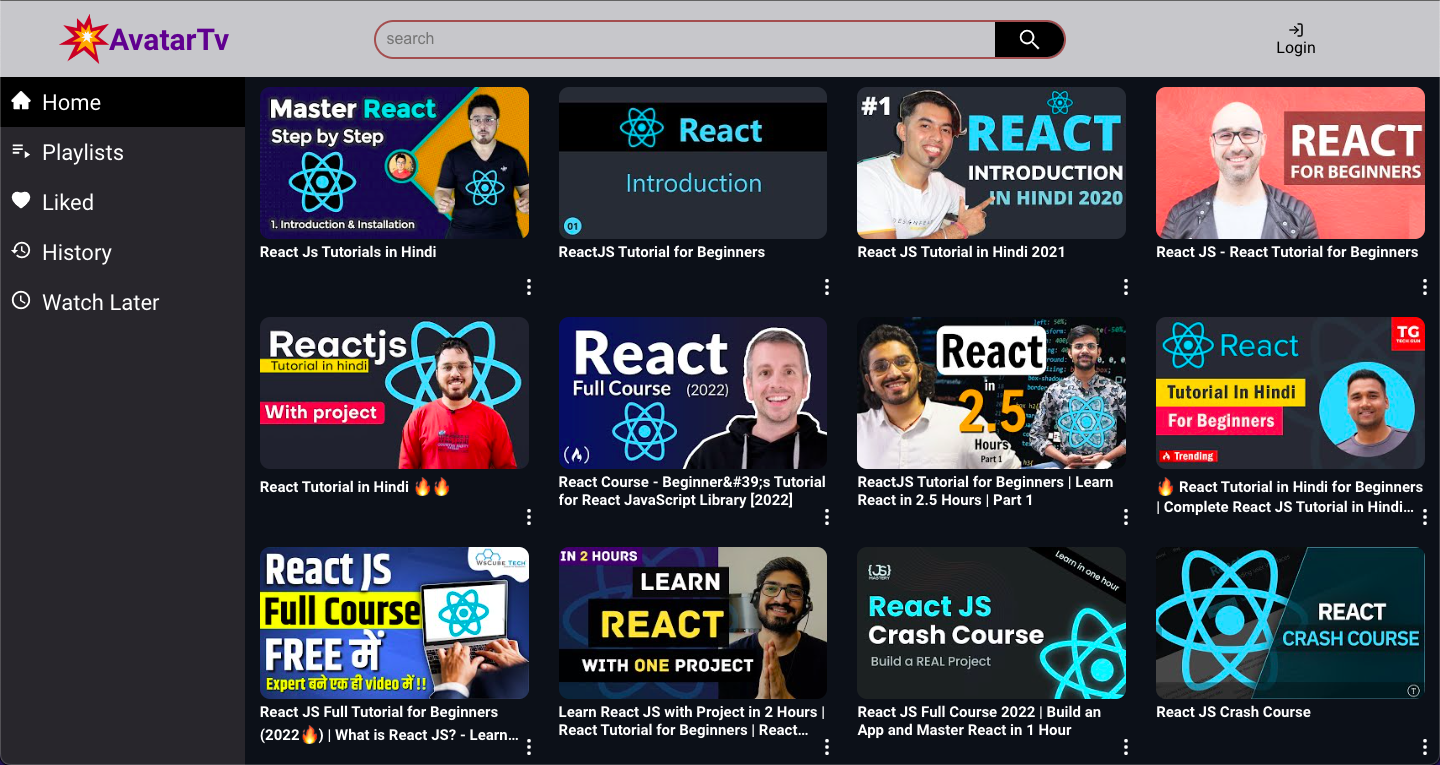 AvatarTv
search
Login
Home
Playlists
Liked
History
Watch Later
Master React
Step by Step
1. Introduction & Installation
React Js Tutorials in Hindi
React
Introduction
01
ReactJS Tutorial for Beginners
#1
REACT
INTRODUCTION
IN HINDI 2020
React JS Tutorial in Hindi 2021
REACT
FOR BEGINNERS
React JS - React Tutorial for Beginners
Reactjs
Tutorial in hindi
With project
React Tutorial in Hindi 🔥🔥
React
Full Course (2022)
React Course - Beginner&#39;s Tutorial
for React JavaScript Library [2022]
React
in
2.5
Hours
Part 1
ReactJS Tutorial for Beginners | Learn
React in 2.5 Hours | Part 1
TG
TECH GUN
React
Tutorial In Hindi
For Beginners
Trending
🔥 React Tutorial in Hindi for Beginners
| Complete React JS Tutorial in Hindi...
WsCube Tech
React JS
Full Course
FREE में
Expert बने एक ही video में !!
React JS Full Tutorial for Beginners
(2022🔥) | What is React JS? - Learn...
IN 2 HOURS
LEARN
REACT
WITH ONE PROJECT
Learn React JS with Project in 2 Hours |
React Tutorial for Beginners | React...
{JS}
MASTERY
Learn in one hour
React JS
Crash Course
Build a REAL Project
React JS Full Course 2022 | Build an
App and Master React in 1 Hour
REACT
CRASH COURSE
T
React JS Crash Course